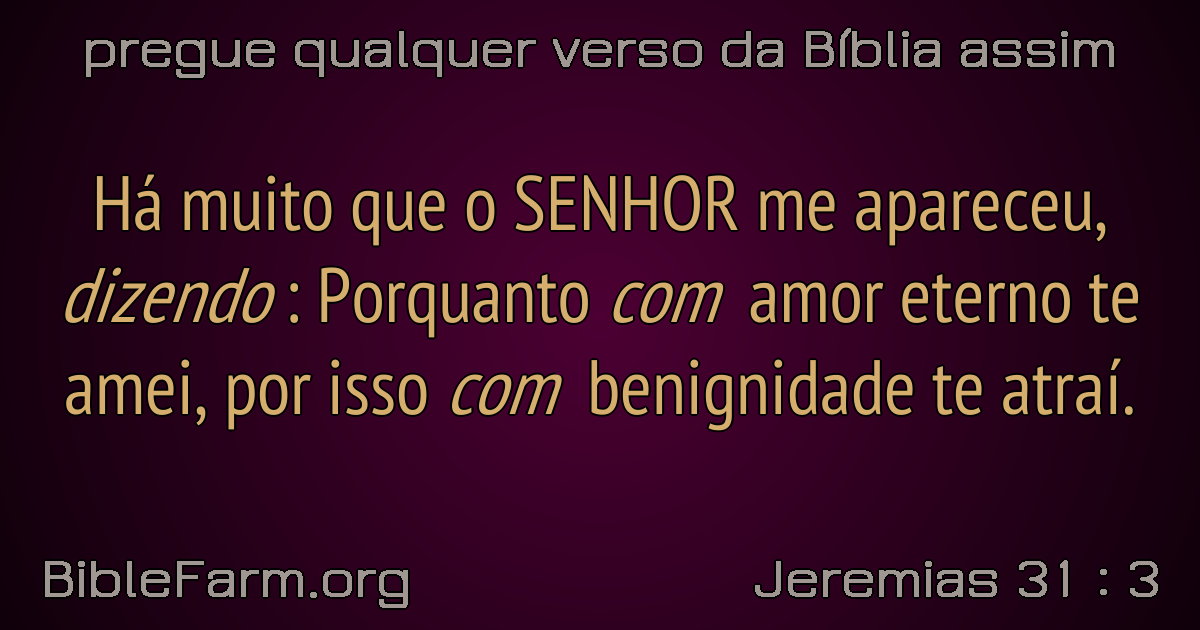 pregue qualquer verso da Bíblia assim
Há muito que o SENHOR me apareceu,
dizendo : Porquanto com amor eterno te
amei, por isso com benignidade te atraí.
BibleFarm.org
Jeremias 31 : 3